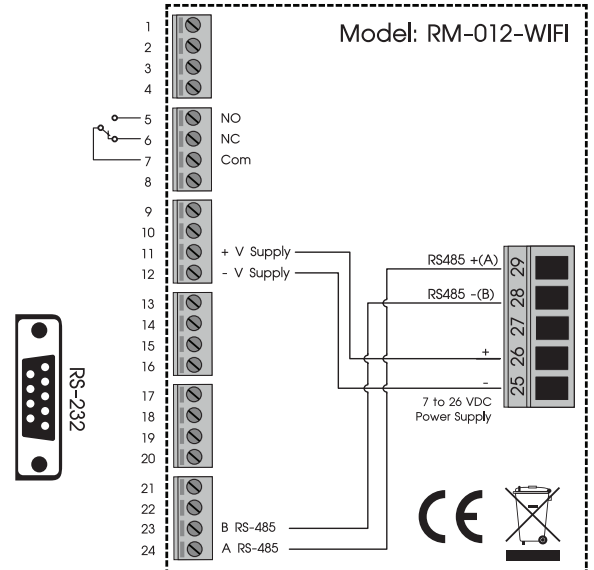 Model: RM-012-WIFI
1
2
3
4
5 NO
6 NC
7 Com
8
9
10
11 + V Supply
12 - V Supply
13
14
15
16
17
18
19
20
21
22
23 B RS-485
24 A RS-485
RS-232
RS485 +(A) 29
RS485 -(B) 28
27
+ 26
- 25
7 to 26 VDC
Power Supply
CE